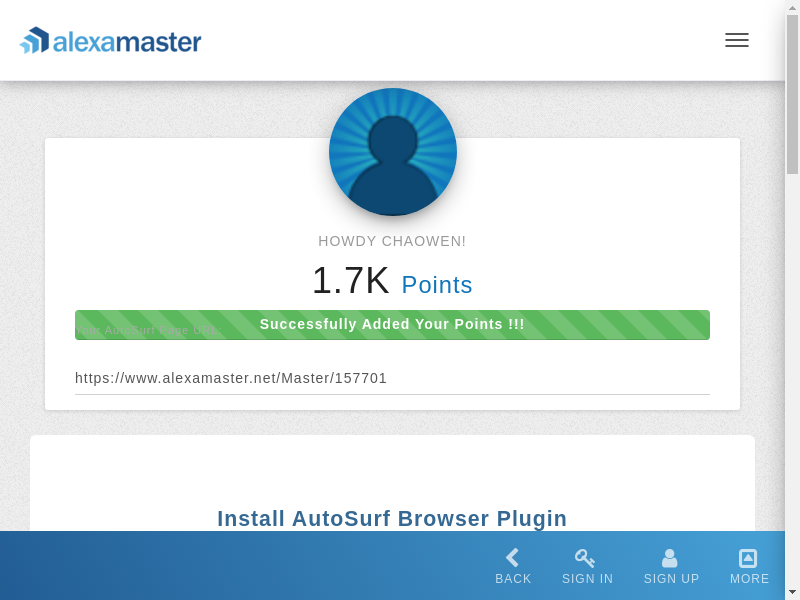 alexamaster
HOWDY CHAOWEN!
1.7K Points
Successfully Added Your Points !!!
Your AutoSurf Page URL
https://www.alexamaster.net/Master/157701
Install AutoSurf Browser Plugin
BACK SIGN IN SIGN UP MORE